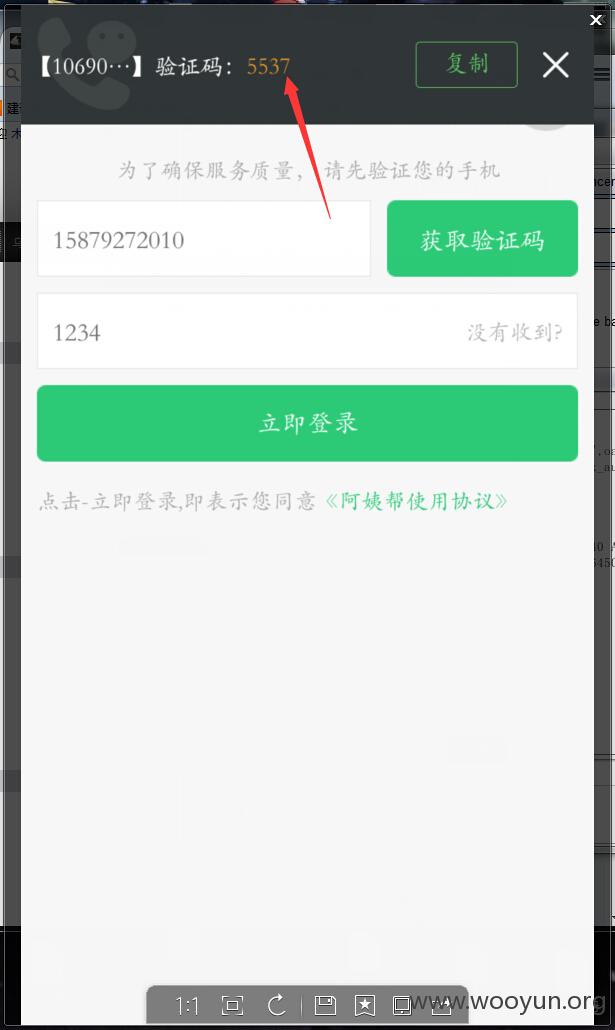 【10690…】验证码：5537
复制
为了确保服务质量，请先验证您的手机
15879272010
获取验证码
1234
没有收到?
立即登录
点击-立即登录,即表示您同意《阿姨帮使用协议》
1:1
www.wooyun.org